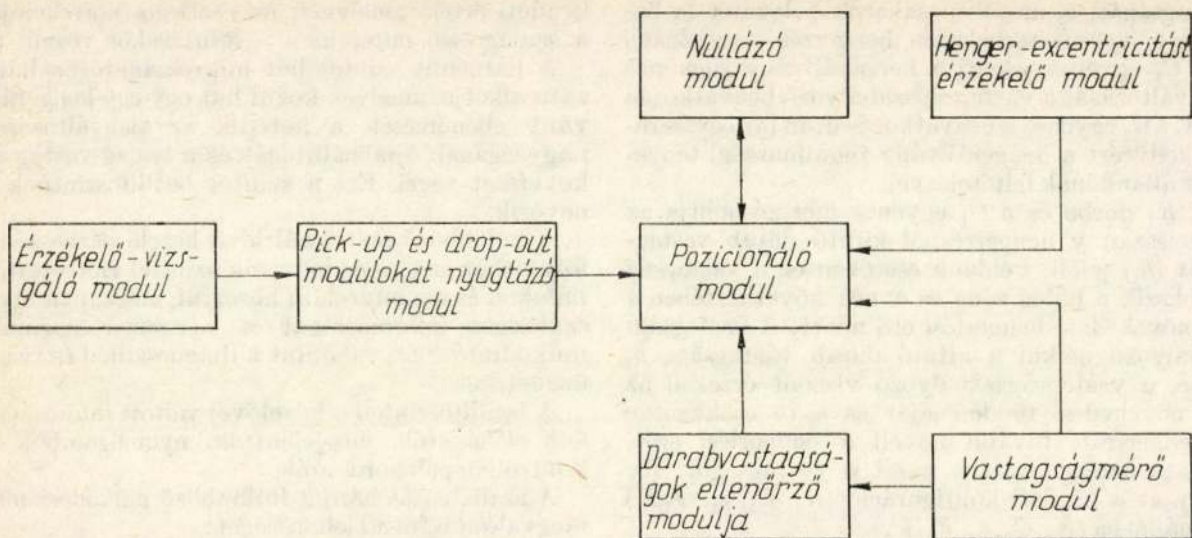 Nullázó
modul
Henger-excentricitást
érzékelő modul
Érzékelő-vizs-
gáló modul
Pick-up és drop-out
modulokat nyugtázó
modul
Pozicionáló
modul
Darabvastagsá-
gok ellenőrző
modulja
Vastagságmérő
modul